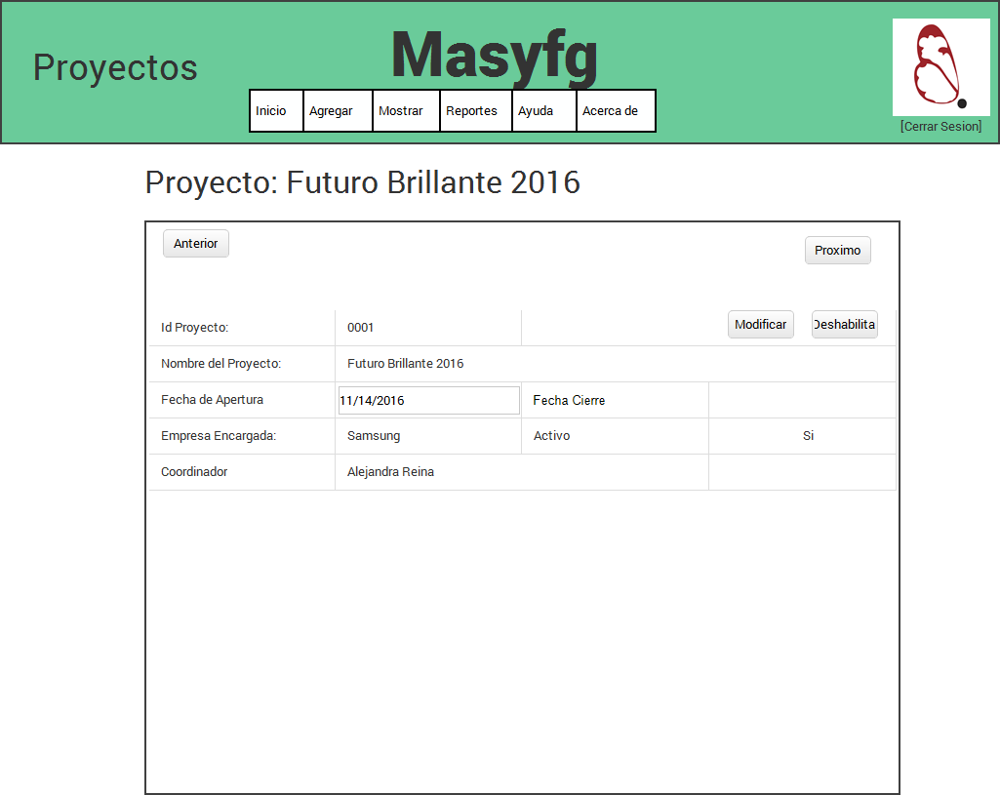 Proyectos
Masyfg
Inicio Agregar Mostrar Reportes Ayuda Acerca de
[Cerrar Sesion]
Proyecto: Futuro Brillante 2016
Anterior
Proximo
Id Proyecto: 0001 Modificar Deshabilita
Nombre del Proyecto: Futuro Brillante 2016
Fecha de Apertura 11/14/2016 Fecha Cierre
Empresa Encargada: Samsung Activo Si
Coordinador Alejandra Reina